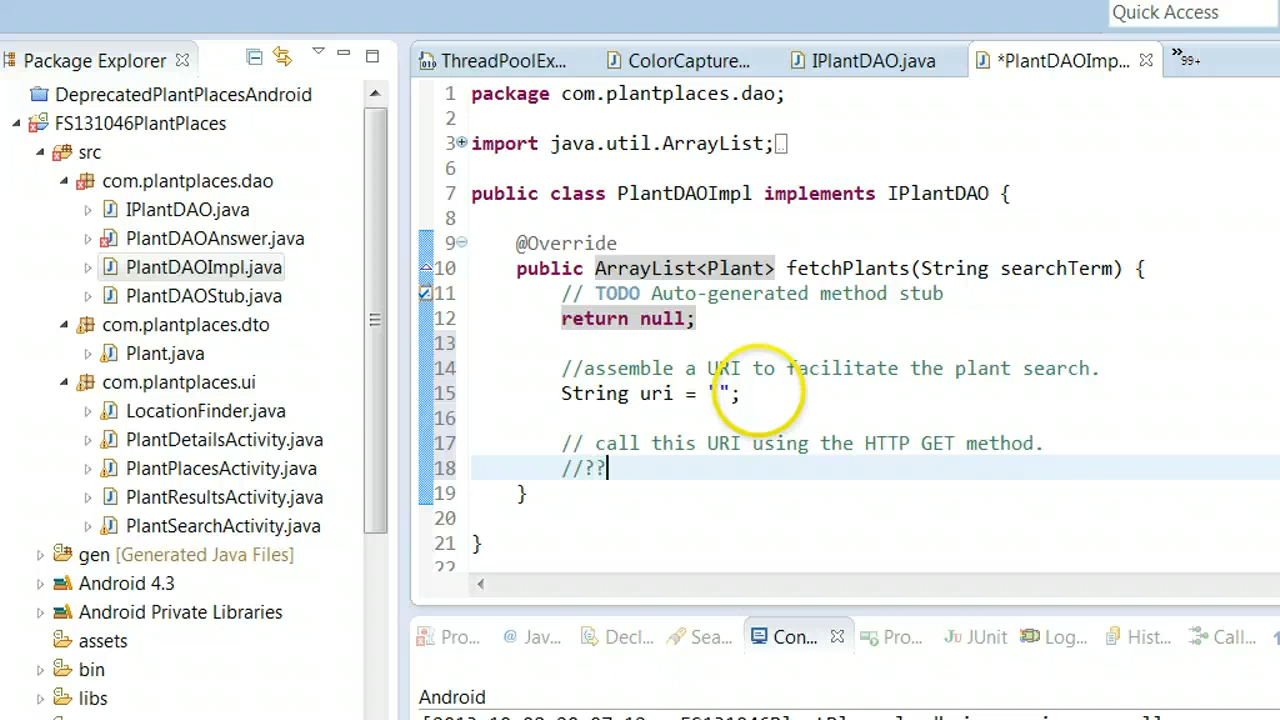 Quick Access
Package Explorer
ThreadPoolEx...
ColorCapture...
IPlantDAO.java
*PlantDAOImp...
99+
DeprecatedPlantPlacesAndroid
FS131046PlantPlaces
src
com.plantplaces.dao
IPlantDAO.java
PlantDAOAnswer.java
PlantDAOImpl.java
PlantDAOStub.java
com.plantplaces.dto
Plant.java
com.plantplaces.ui
LocationFinder.java
PlantDetailsActivity.java
PlantPlacesActivity.java
PlantResultsActivity.java
PlantSearchActivity.java
gen [Generated Java Files]
Android 4.3
Android Private Libraries
assets
bin
libs
1 package com.plantplaces.dao;
2
3 import java.util.ArrayList;
6
7 public class PlantDAOImpl implements IPlantDAO {
8
9 @Override
10 public ArrayList<Plant> fetchPlants(String searchTerm) {
11 // TODO Auto-generated method stub
12 return null;
13
14 //assemble a URI to facilitate the plant search.
15 String uri = "";
16
17 // call this URI using the HTTP GET method.
18 //??
19 }
20
21 }
22
Pro...
@ Jav...
Decl...
Sea...
Con...
Pro...
JUnit
Log...
Hist...
Call...
Android